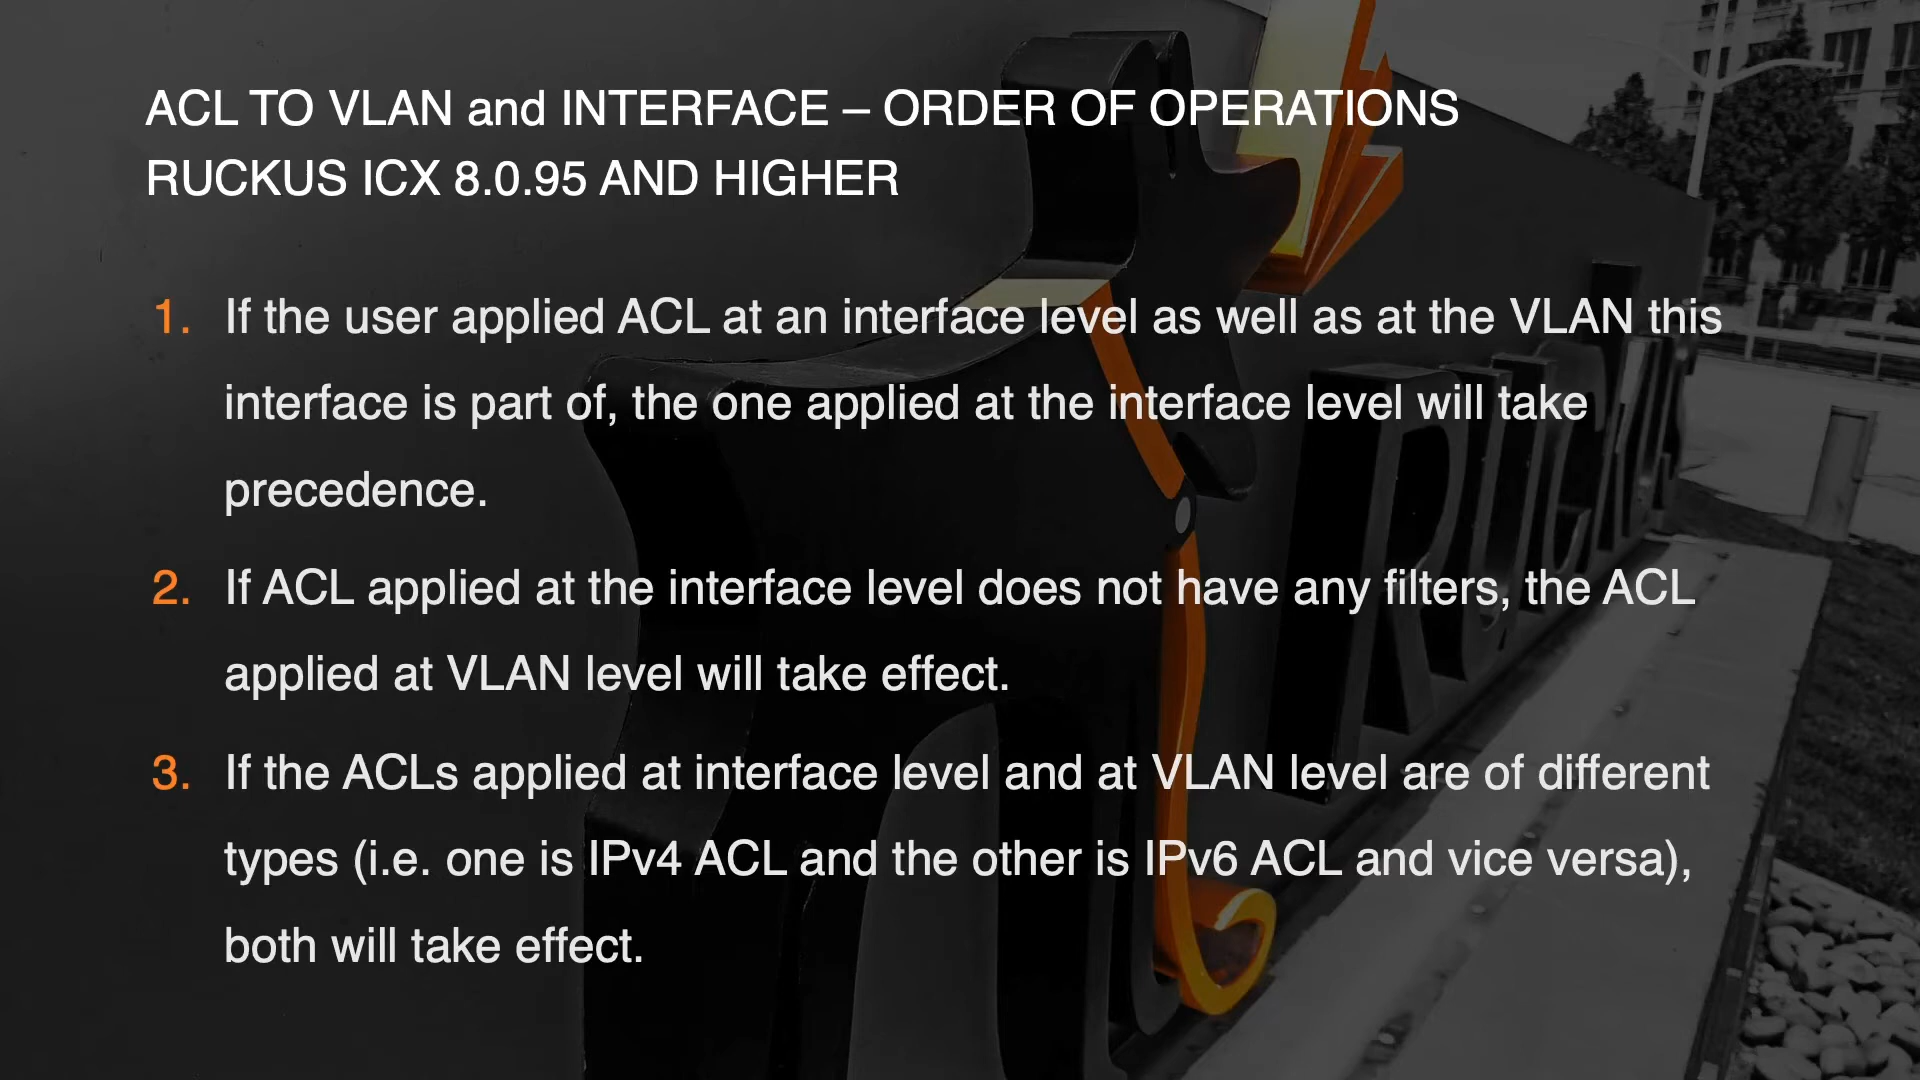 ACL TO VLAN and INTERFACE – ORDER OF OPERATIONS
RUCKUS ICX 8.0.95 AND HIGHER
1. If the user applied ACL at an interface level as well as at the VLAN this
interface is part of, the one applied at the interface level will take
precedence.
2. If ACL applied at the interface level does not have any filters, the ACL
applied at VLAN level will take effect.
3. If the ACLs applied at interface level and at VLAN level are of different
types (i.e. one is IPv4 ACL and the other is IPv6 ACL and vice versa),
both will take effect.
RUCKUS